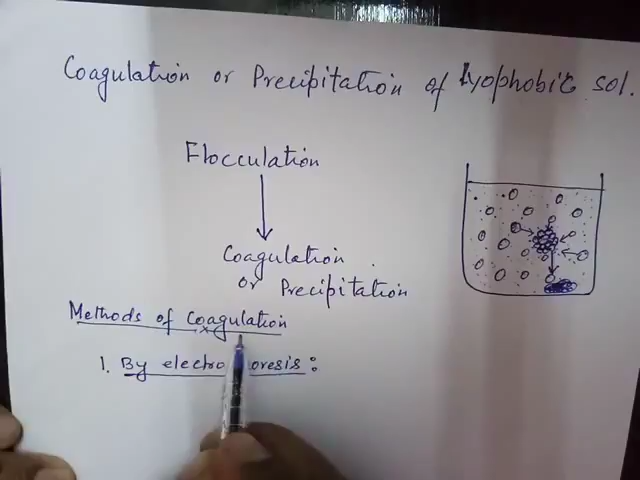 Coagulation or Precipitation of Lyophobic sol.
Flocculation
Coagulation
or Precipitation
Methods of Coagulation
1. By electro oresis: